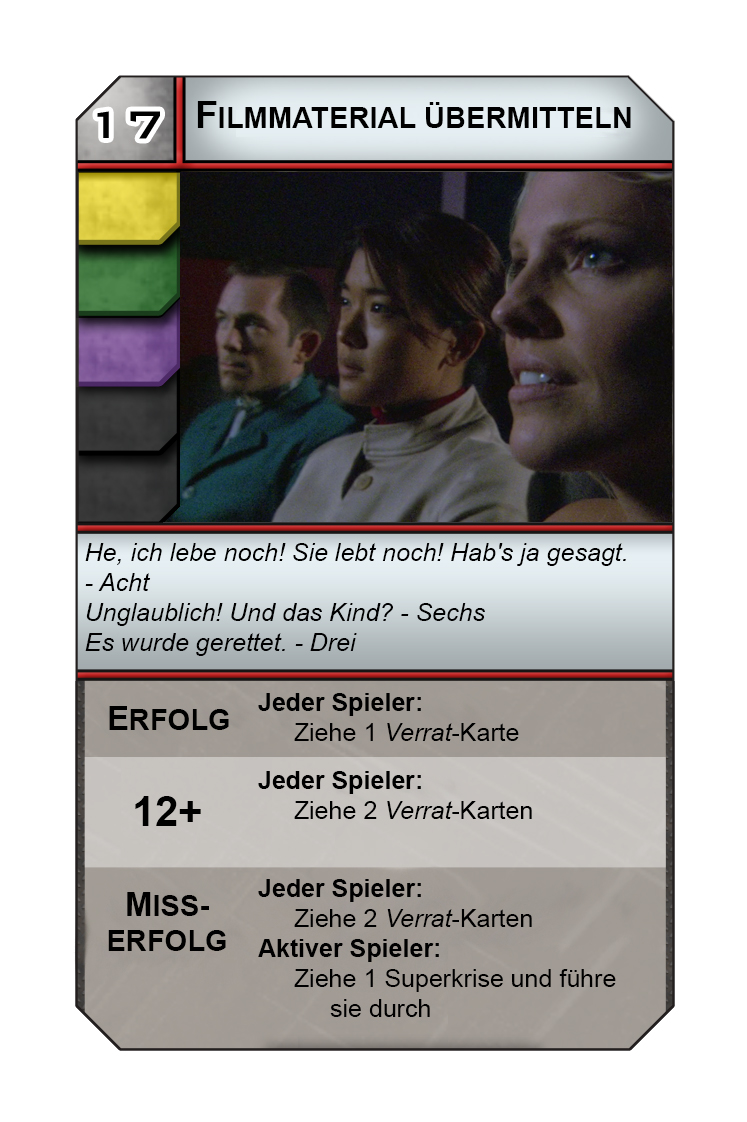 17
FILMMATERIAL ÜBERMITTELN
He, ich lebe noch! Sie lebt noch! Hab's ja gesagt.
- Acht
Unglaublich! Und das Kind? - Sechs
Es wurde gerettet. - Drei
ERFOLG
Jeder Spieler:
Ziehe 1 Verrat-Karte
12+
Jeder Spieler:
Ziehe 2 Verrat-Karten
MISS-
ERFOLG
Jeder Spieler:
Ziehe 2 Verrat-Karten
Aktiver Spieler:
Ziehe 1 Superkrise und führe
sie durch